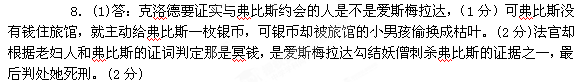 8. (1)答：克洛德要证实与弗比斯约会的人是不是爱斯梅拉达，（1 分）可弗比斯没
有钱住旅馆，就主动给弗比斯一枚银币，可银币却被旅馆的小男孩偷换成枯叶。（2 分）法官却
根据老妇人和弗比斯的证词判定那是冥钱，是爱斯梅拉达勾结妖僧刺杀弗比斯的证据之一，最
后判处她死刑。（2 分）